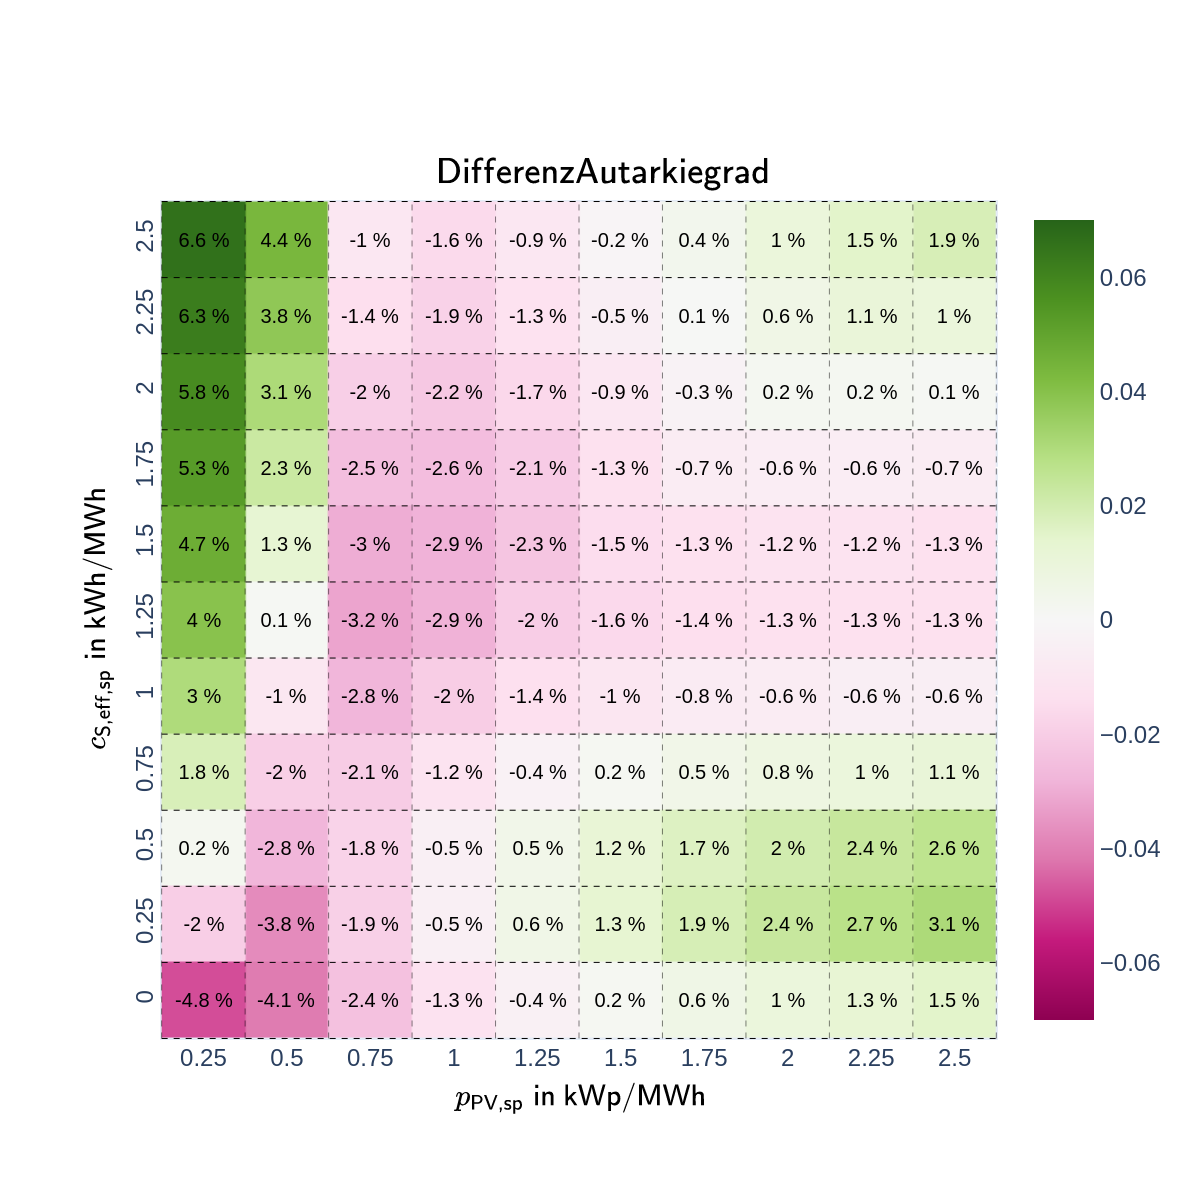 DifferenzAutarkiegrad
2.5 6.6 % 4.4 % -1 % -1.6 % -0.9 % -0.2 % 0.4 % 1 % 1.5 % 1.9 %
2.25 6.3 % 3.8 % -1.4 % -1.9 % -1.3 % -0.5 % 0.1 % 0.6 % 1.1 % 1 %
2 5.8 % 3.1 % -2 % -2.2 % -1.7 % -0.9 % -0.3 % 0.2 % 0.2 % 0.1 %
1.75 5.3 % 2.3 % -2.5 % -2.6 % -2.1 % -1.3 % -0.7 % -0.6 % -0.6 % -0.7 %
1.5 4.7 % 1.3 % -3 % -2.9 % -2.3 % -1.5 % -1.3 % -1.2 % -1.2 % -1.3 %
1.25 4 % 0.1 % -3.2 % -2.9 % -2 % -1.6 % -1.4 % -1.3 % -1.3 % -1.3 %
1 3 % -1 % -2.8 % -2 % -1.4 % -1 % -0.8 % -0.6 % -0.6 % -0.6 %
0.75 1.8 % -2 % -2.1 % -1.2 % -0.4 % 0.2 % 0.5 % 0.8 % 1 % 1.1 %
0.5 0.2 % -2.8 % -1.8 % -0.5 % 0.5 % 1.2 % 1.7 % 2 % 2.4 % 2.6 %
0.25 -2 % -3.8 % -1.9 % -0.5 % 0.6 % 1.3 % 1.9 % 2.4 % 2.7 % 3.1 %
0 -4.8 % -4.1 % -2.4 % -1.3 % -0.4 % 0.2 % 0.6 % 1 % 1.3 % 1.5 %
0.25 0.5 0.75 1 1.25 1.5 1.75 2 2.25 2.5
p PV,sp in kWp/MWh
c S,eff,sp in kWh/MWh
0.06
0.04
0.02
0
−0.02
−0.04
−0.06